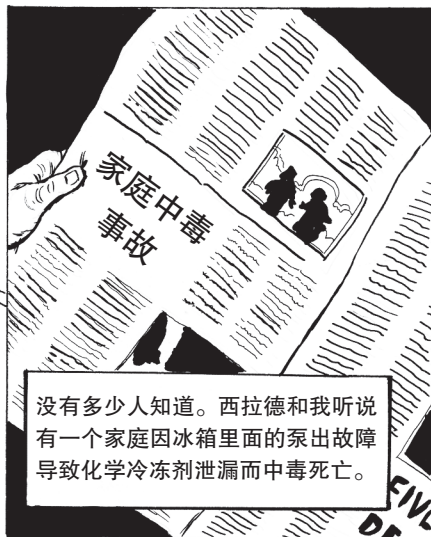 家庭中毒
事故
没有多少人知道。西拉德和我听说
有一个家庭因冰箱里面的泵出故障
导致化学冷冻剂泄漏而中毒死亡。